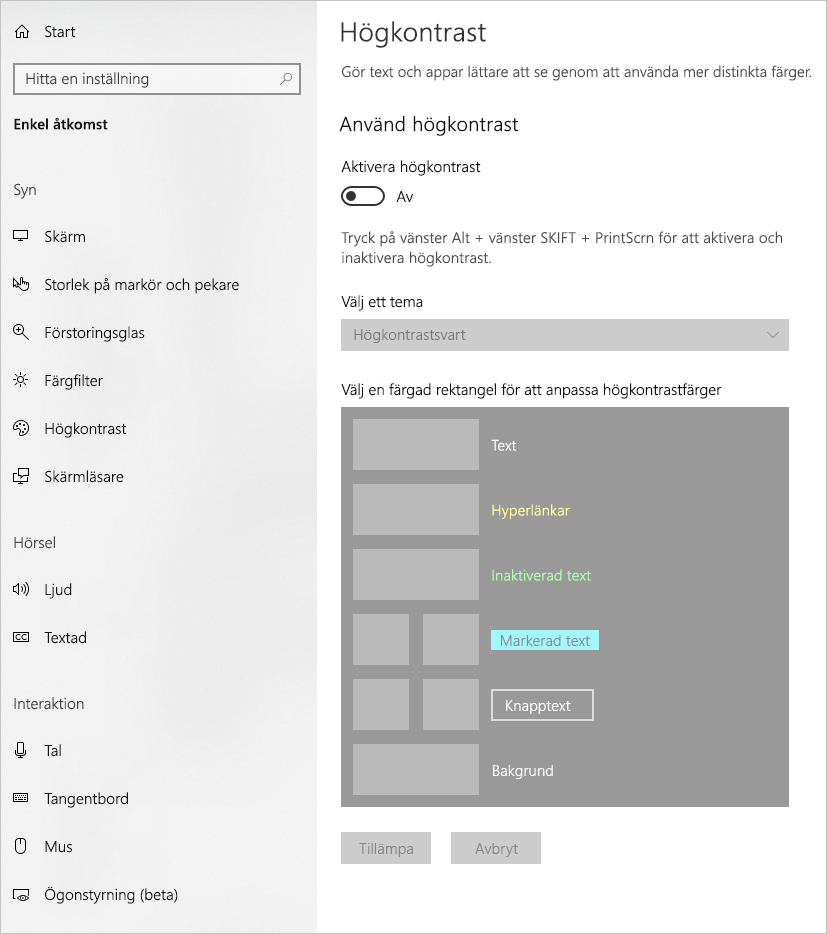 Start
Hitta en inställning
Enkel åtkomst
Syn
Skärm
Storlek på markör och pekare
Förstoringsglas
Färgfilter
Högkontrast
Skärmläsare
Hörsel
Ljud
CC Textad
Interaktion
Tal
Tangentbord
Mus
Ögonstyrning (beta)
Högkontrast
Gör text och appar lättare att se genom att använda mer distinkta färger.
Använd högkontrast
Aktivera högkontrast
Av
Tryck på vänster Alt + vänster SKIFT + PrintScrn för att aktivera och
inaktivera högkontrast.
Välj ett tema
Högkontrastsvart
Välj en färgad rektangel för att anpassa högkontrastfärger
Text
Hyperlänkar
Inaktiverad text
Markerad text
Knapptext
Bakgrund
Tillämpa Avbryt